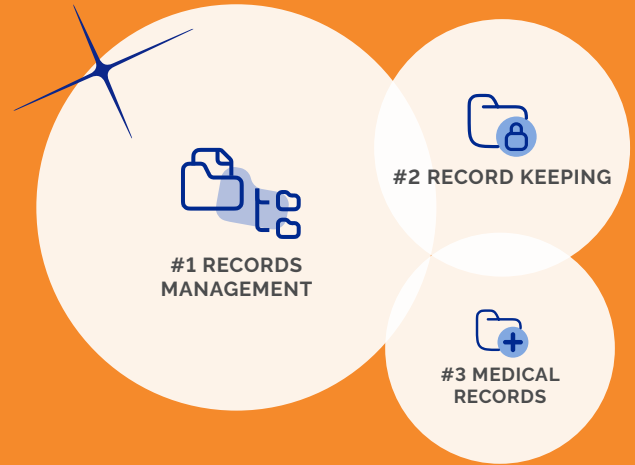 #1 RECORDS
MANAGEMENT
#2 RECORD KEEPING
#3 MEDICAL
RECORDS